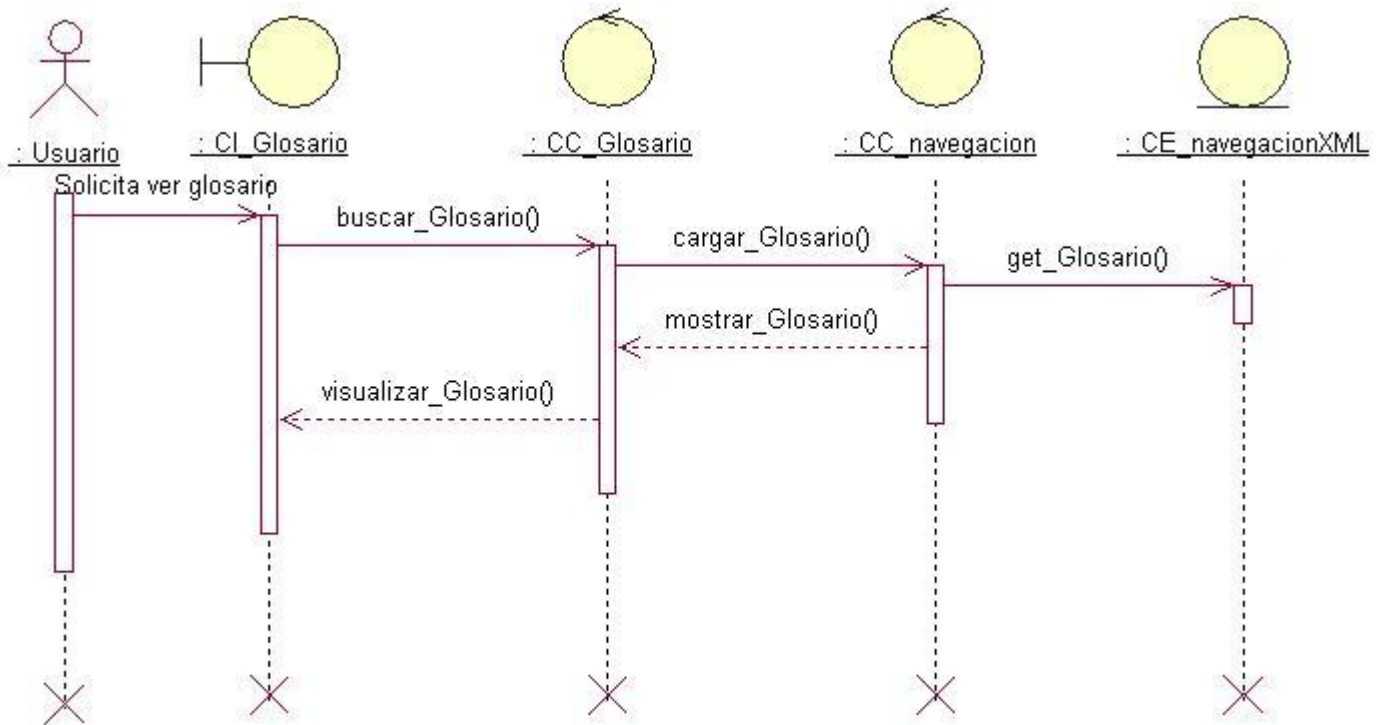 : Usuario
: CI_Glosario
: CC_Glosario
: CC_navegacion
: CE_navegacionXML
Solicita ver glosario
buscar_Glosario()
cargar_Glosario()
get_Glosario()
mostrar_Glosario()
visualizar_Glosario()